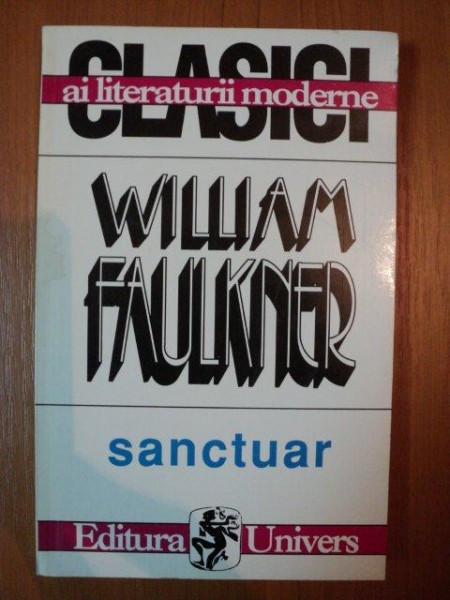 CLASICI
ai literaturii moderne
WILLIAM
FAULKNER
sanctuar
Editura Univers